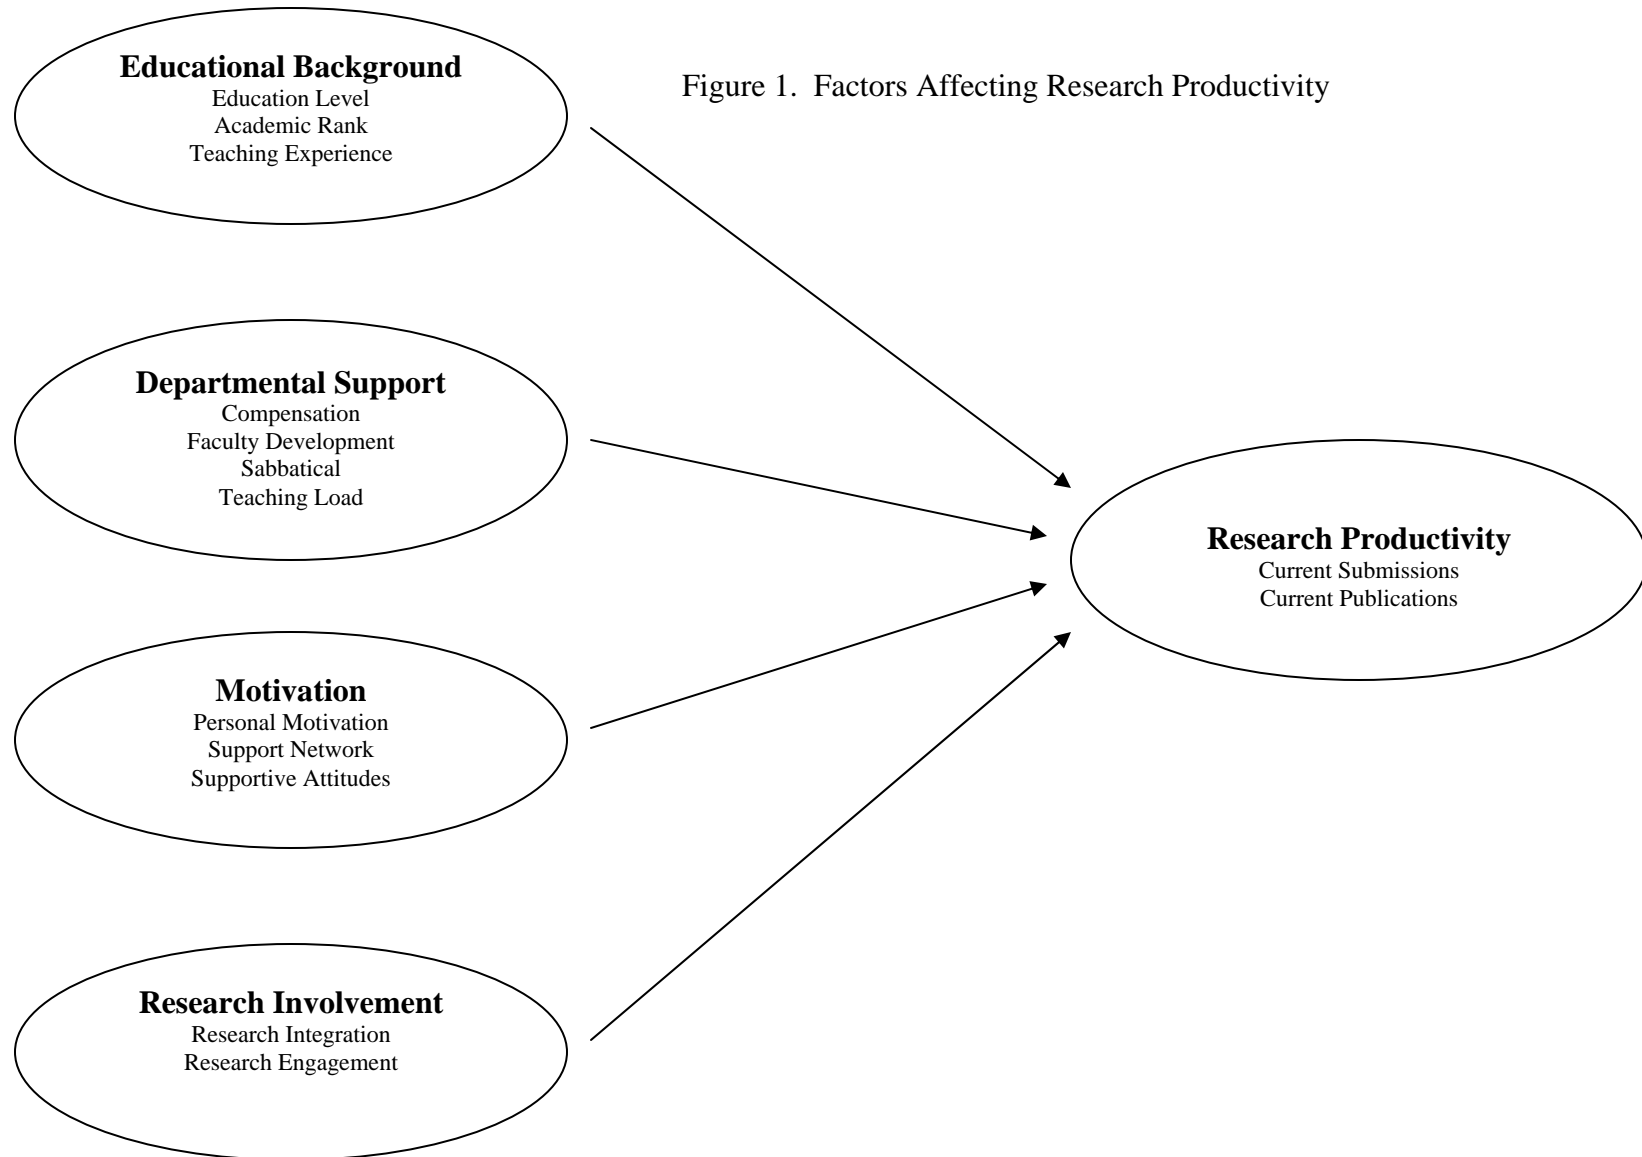 Educational Background
Education Level
Academic Rank
Teaching Experience
Figure 1.  Factors Affecting Research Productivity
Departmental Support
Compensation
Faculty Development
Sabbatical
Teaching Load
Research Productivity
Current Submissions
Current Publications
Motivation
Personal Motivation
Support Network
Supportive Attitudes
Research Involvement
Research Integration
Research Engagement